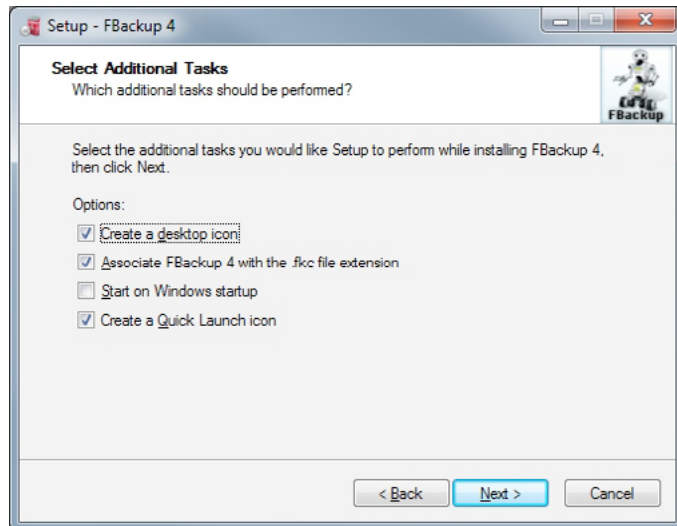 Setup - FBackup 4
Select Additional Tasks
Which additional tasks should be performed?
FBackup
Select the additional tasks you would like Setup to perform while installing FBackup 4,
then click Next.
Options:
Create a desktop icon
Associate FBackup 4 with the .fkc file extension
Start on Windows startup
Create a Quick Launch icon
< Back
Next >
Cancel